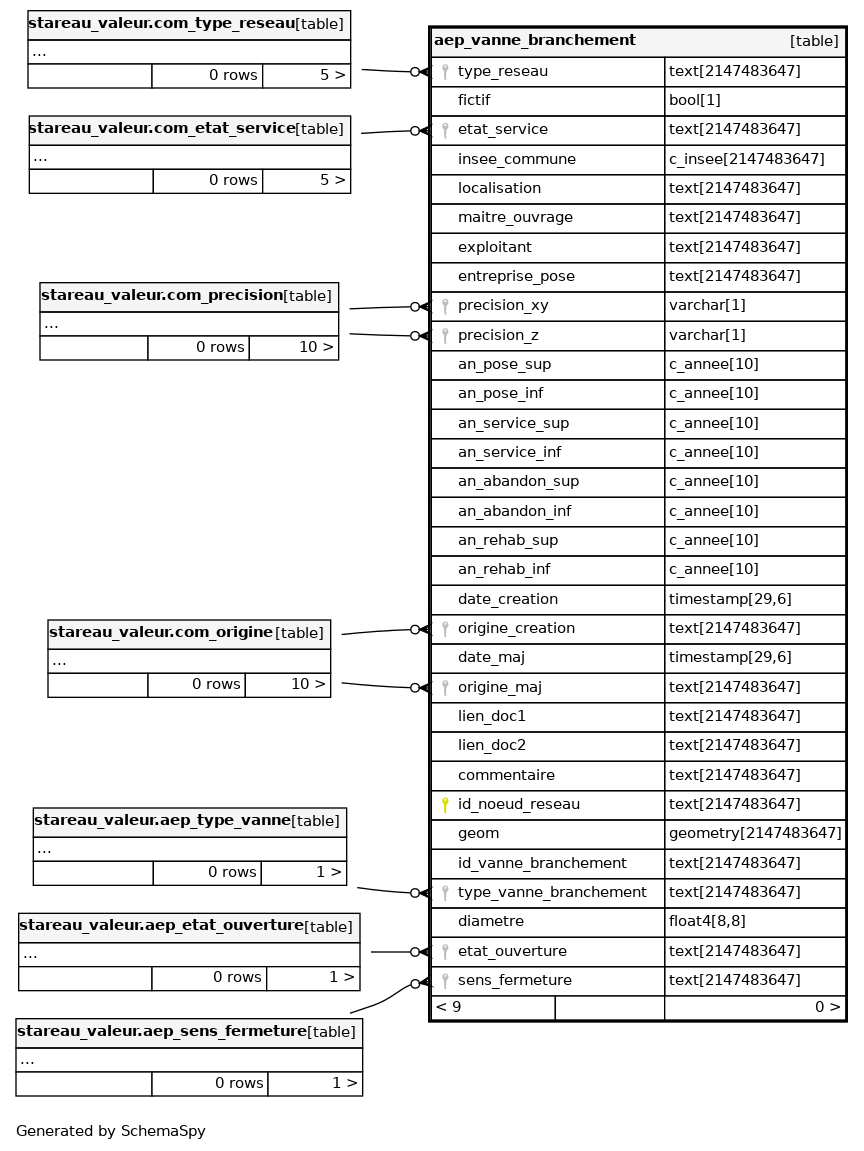 stareau_valeur.com_type_reseau[table]
...
0 rows 5 >
stareau_valeur.com_etat_service[table]
...
0 rows 5 >
stareau_valeur.com_precision[table]
...
0 rows 10 >
stareau_valeur.com_origine[table]
...
0 rows 10 >
stareau_valeur.aep_type_vanne[table]
...
0 rows 1 >
stareau_valeur.aep_etat_ouverture[table]
...
0 rows 1 >
stareau_valeur.aep_sens_fermeture[table]
...
0 rows 1 >
aep_vanne_branchement [table]
type_reseau text[2147483647]
fictif bool[1]
etat_service text[2147483647]
insee_commune c_insee[2147483647]
localisation text[2147483647]
maitre_ouvrage text[2147483647]
exploitant text[2147483647]
entreprise_pose text[2147483647]
precision_xy varchar[1]
precision_z varchar[1]
an_pose_sup c_annee[10]
an_pose_inf c_annee[10]
an_service_sup c_annee[10]
an_service_inf c_annee[10]
an_abandon_sup c_annee[10]
an_abandon_inf c_annee[10]
an_rehab_sup c_annee[10]
an_rehab_inf c_annee[10]
date_creation timestamp[29,6]
origine_creation text[2147483647]
date_maj timestamp[29,6]
origine_maj text[2147483647]
lien_doc1 text[2147483647]
lien_doc2 text[2147483647]
commentaire text[2147483647]
id_noeud_reseau text[2147483647]
geom geometry[2147483647]
id_vanne_branchement text[2147483647]
type_vanne_branchement text[2147483647]
diametre float4[8,8]
etat_ouverture text[2147483647]
sens_fermeture text[2147483647]
< 9 0 >
Generated by SchemaSpy